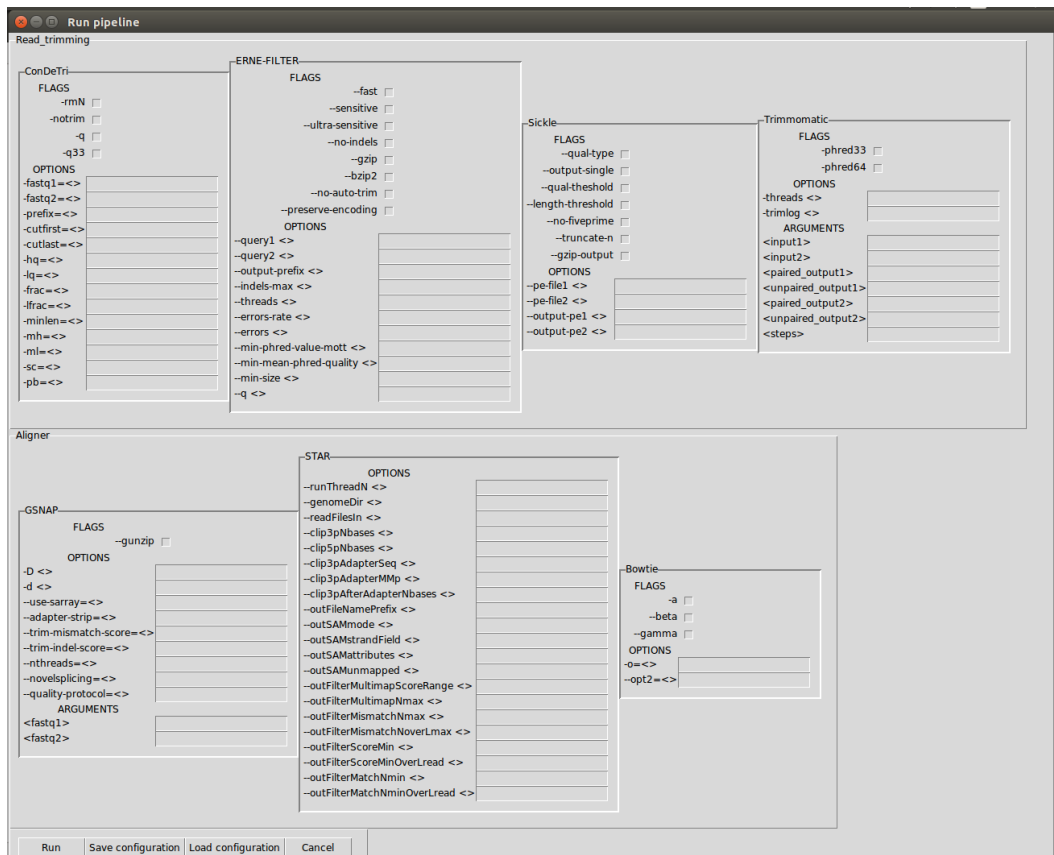 Run pipeline
Read_trimming
ConDeTri
FLAGS
-rmN
-notrim
-q
-q33
OPTIONS
-fastq1=<>
-fastq2=<>
-prefix=<>
-cutfirst=<>
-cutlast=<>
-hq=<>
-lq=<>
-frac=<>
-lfrac=<>
-minlen=<>
-mh=<>
-ml=<>
-sc=<>
-pb=<>
ERNE-FILTER
FLAGS
--fast
--sensitive
--ultra-sensitive
--no-indels
--gzip
--bzip2
--no-auto-trim
--preserve-encoding
OPTIONS
--query1 <>
--query2 <>
--output-prefix <>
--indels-max <>
--threads <>
--errors-rate <>
--errors <>
--min-phred-value-mott <>
--min-mean-phred-quality <>
--min-size <>
--q <>
Sickle
FLAGS
--qual-type
--output-single
--qual-theshold
--length-threshold
--no-fiveprime
--truncate-n
--gzip-output
OPTIONS
--pe-file1 <>
--pe-file2 <>
--output-pe1 <>
--output-pe2 <>
Trimmomatic
FLAGS
-phred33
-phred64
OPTIONS
-threads <>
-trimlog <>
ARGUMENTS
<input1>
<input2>
<paired_output1>
<unpaired_output1>
<paired_output2>
<unpaired_output2>
<steps>
Aligner
GSNAP
FLAGS
--gunzip
OPTIONS
-D <>
-d <>
--use-sarray=<>
--adapter-strip=<>
--trim-mismatch-score=<>
--trim-indel-score=<>
--nthreads=<>
--novelsplicing=<>
--quality-protocol=<>
ARGUMENTS
<fastq1>
<fastq2>
STAR
OPTIONS
--runThreadN <>
--genomeDir <>
--readFilesIn <>
--clip3pNbases <>
--clip5pNbases <>
--clip3pAdapterSeq <>
--clip3pAdapterMMp <>
--clip3pAfterAdapterNbases <>
--outFileNamePrefix <>
--outSAMmode <>
--outSAMstrandField <>
--outSAMattributes <>
--outSAMunmapped <>
--outFilterMultimapScoreRange <>
--outFilterMultimapNmax <>
--outFilterMismatchNmax <>
--outFilterMismatchNoverLmax <>
--outFilterScoreMin <>
--outFilterScoreMinOverLread <>
--outFilterMatchNmin <>
--outFilterMatchNminOverLread <>
Bowtie
FLAGS
-a
--beta
--gamma
OPTIONS
-o=<>
--opt2=<>
Run Save configuration Load configuration Cancel